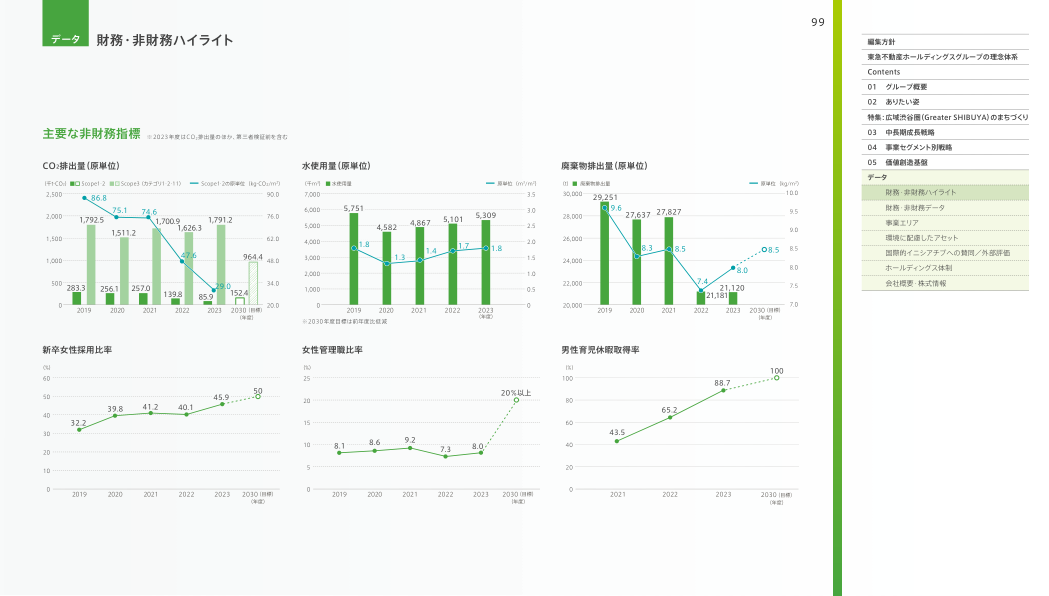 99
データ 財務・非財務ハイライト
主要な非財務指標 ※2023年度はCO₂排出量のほか、第三者検証前を含む
CO₂排出量（原単位）
（千t-CO₂） Scope1・2 Scope3（カテゴリ1・2・11） Scope1・2の原単位（kg-CO₂/m²）
2,500 90.0
2,000 76.0
1,500 62.0
1,000 48.0
500 34.0
0 20.0
86.8 75.1 74.6 47.6 29.0
1,792.5 1,511.2 1,700.9 1,626.3 1,791.2 964.4
283.3 256.1 257.0 139.8 85.9 152.4
2019 2020 2021 2022 2023 2030（目標）
（年度）
水使用量（原単位）
（千m³） 水使用量 原単位（m³/m²）
7,000 3.5
6,000 3.0
5,000 2.5
4,000 2.0
3,000 1.5
2,000 1.0
1,000 0.5
0 0
5,751 4,582 4,867 5,101 5,309
1.8 1.3 1.4 1.7 1.8
2019 2020 2021 2022 2023
（年度）
※2030年度目標は前年度比低減
廃棄物排出量（原単位）
（t） 廃棄物排出量 原単位（kg/m²）
30,000 10.0
28,000 9.5
26,000 9.0
24,000 8.5
22,000 8.0
20,000 7.5
7.0
29,251 27,637 27,827 21,181 21,120
9.6 8.3 8.5 7.4 8.0 8.5
2019 2020 2021 2022 2023 2030（目標）
（年度）
新卒女性採用比率
（%）
60
50
40
30
20
10
0
32.2 39.8 41.2 40.1 45.9 50
2019 2020 2021 2022 2023 2030（目標）
（年度）
女性管理職比率
（%）
25
20
15
10
5
0
8.1 8.6 9.2 7.3 8.0 20%以上
2019 2020 2021 2022 2023 2030（目標）
（年度）
男性育児休暇取得率
（%）
100
80
60
40
20
0
43.5 65.2 88.7 100
2021 2022 2023 2030（目標）
（年度）
編集方針
東急不動産ホールディングスグループの理念体系
Contents
01 グループ概要
02 ありたい姿
特集：広域渋谷圏（Greater SHIBUYA）のまちづくり
03 中長期成長戦略
04 事業セグメント別戦略
05 価値創造基盤
データ
財務・非財務ハイライト
財務・非財務データ
事業エリア
環境に配慮したアセット
国際的イニシアチブへの賛同／外部評価
ホールディングス体制
会社概要・株式情報